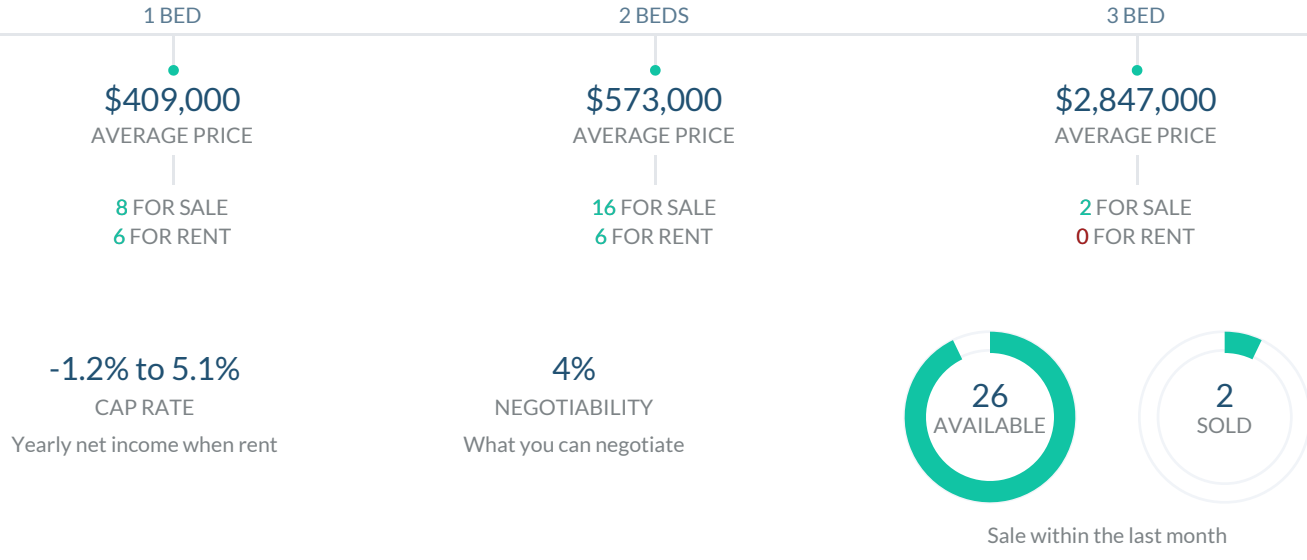 1 BED
$409,000
AVERAGE PRICE
8 FOR SALE
6 FOR RENT
2 BEDS
$573,000
AVERAGE PRICE
16 FOR SALE
6 FOR RENT
3 BED
$2,847,000
AVERAGE PRICE
2 FOR SALE
0 FOR RENT
-1.2% to 5.1%
CAP RATE
Yearly net income when rent
4%
NEGOTIABILITY
What you can negotiate
26
AVAILABLE
2
SOLD
Sale within the last month